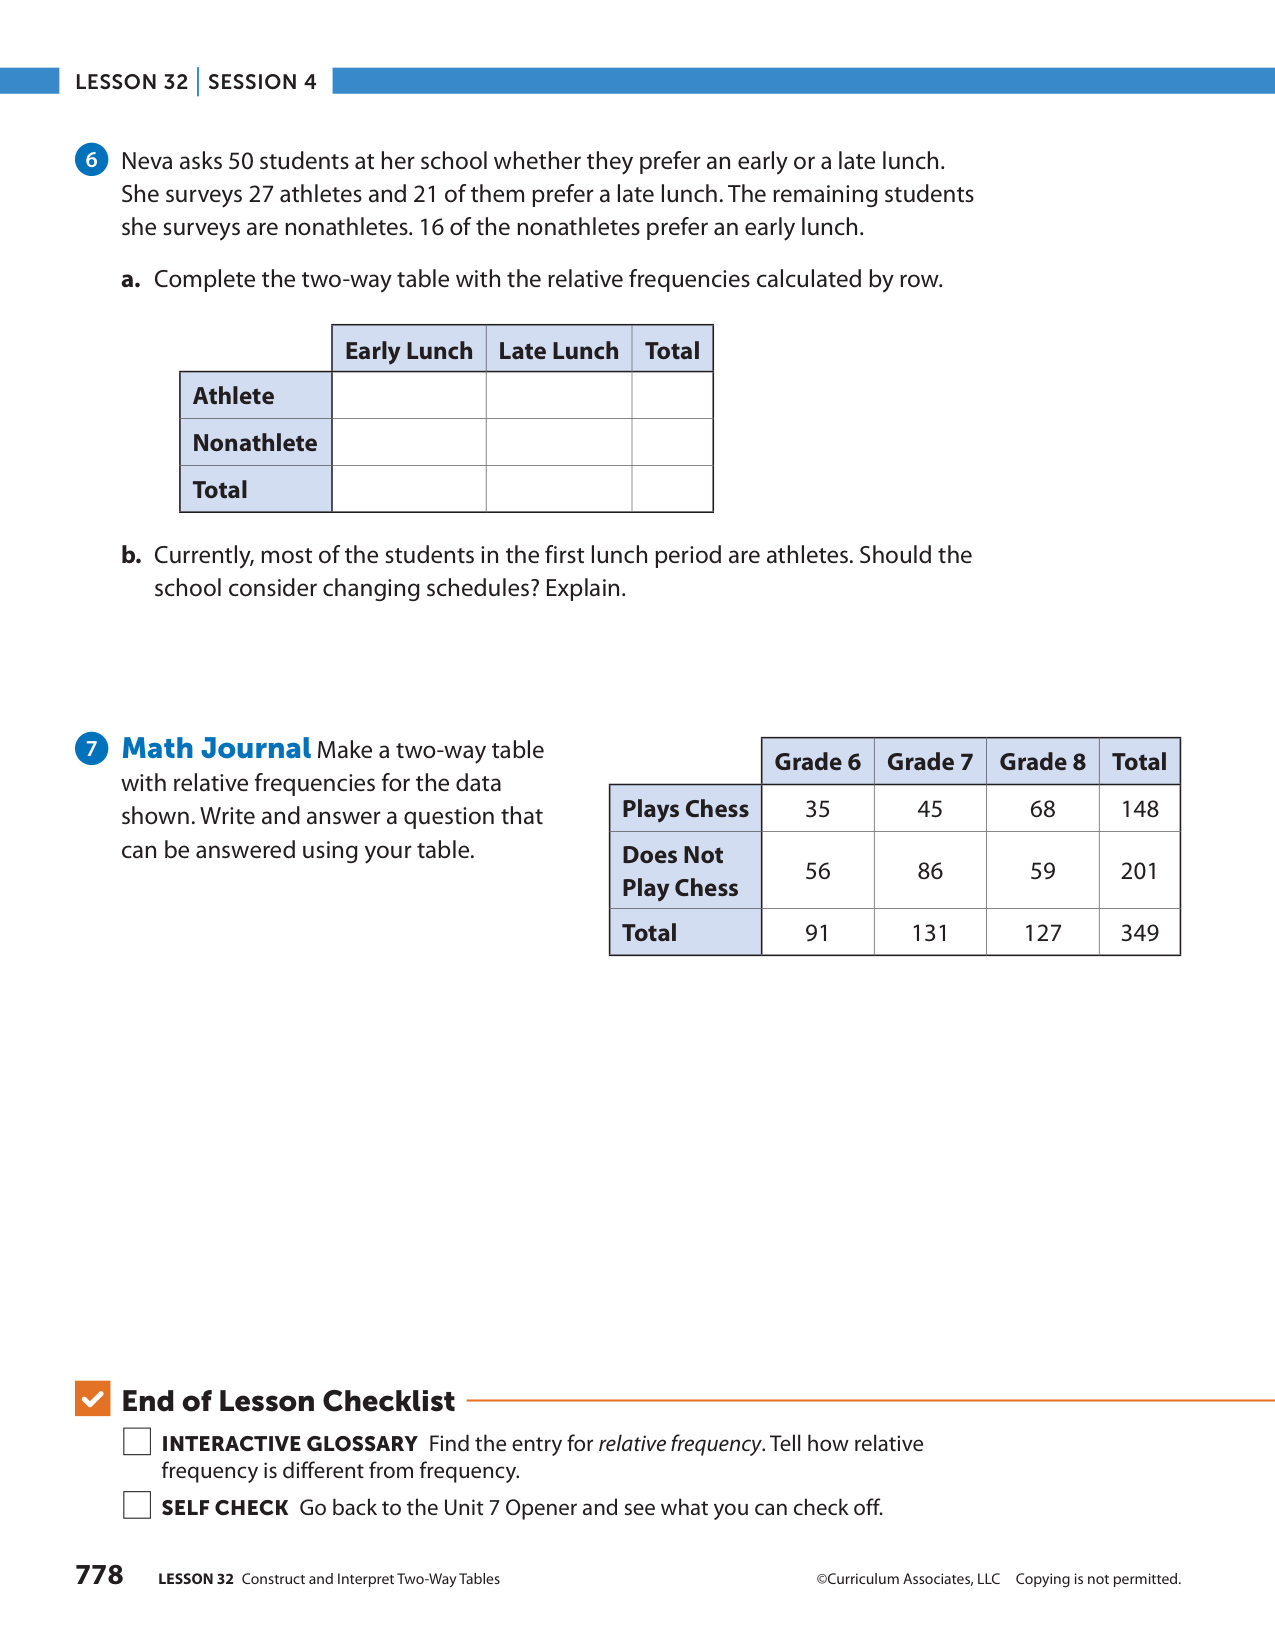 LESSON 32 | SESSION 4
6 Neva asks 50 students at her school whether they prefer an early or a late lunch.
She surveys 27 athletes and 21 of them prefer a late lunch. The remaining students
she surveys are nonathletes. 16 of the nonathletes prefer an early lunch.
a. Complete the two-way table with the relative frequencies calculated by row.
Early Lunch Late Lunch Total
Athlete
Nonathlete
Total
b. Currently, most of the students in the first lunch period are athletes. Should the
school consider changing schedules? Explain.
7 Math Journal Make a two-way table
with relative frequencies for the data
shown. Write and answer a question that
can be answered using your table.
Grade 6 Grade 7 Grade 8 Total
Plays Chess 35 45 68 148
Does Not
Play Chess 56 86 59 201
Total 91 131 127 349
End of Lesson Checklist
INTERACTIVE GLOSSARY Find the entry for relative frequency. Tell how relative
frequency is different from frequency.
SELF CHECK Go back to the Unit 7 Opener and see what you can check off.
778 LESSON 32 Construct and Interpret Two-Way Tables ©Curriculum Associates, LLC Copying is not permitted.